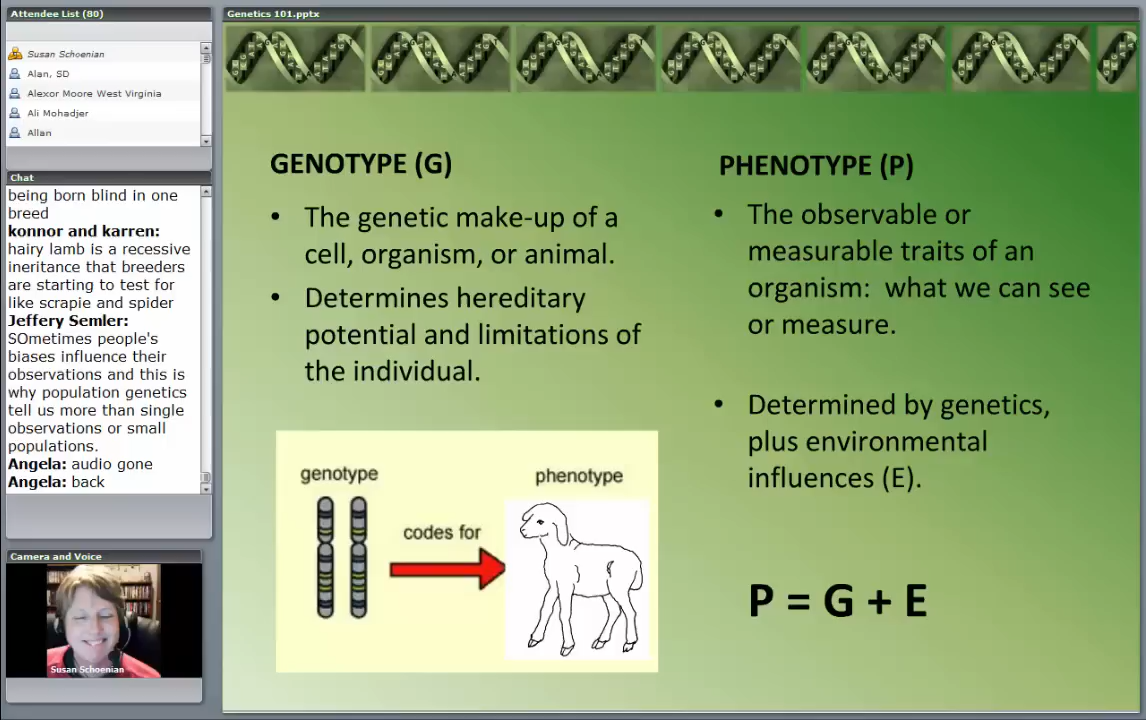 Attendee List (80)
Susan Schoenian
Alan, SD
Alexor Moore West Virginia
Ali Mohadjer
Allan
Chat
being born blind in one
breed
konnor and karren:
hairy lamb is a recessive
ineritance that breeders
are starting to test for
like scrapie and spider
Jeffery Semler:
SOmetimes people's
biases influence their
observations and this is
why population genetics
tell us more than single
observations or small
populations.
Angela: audio gone
Angela: back
Camera and Voice
Susan Schoenian
Genetics 101.pptx
GENOTYPE (G)
• The genetic make-up of a
cell, organism, or animal.
• Determines hereditary
potential and limitations of
the individual.
genotype
codes for
phenotype
PHENOTYPE (P)
• The observable or
measurable traits of an
organism: what we can see
or measure.
• Determined by genetics,
plus environmental
influences (E).
P = G + E